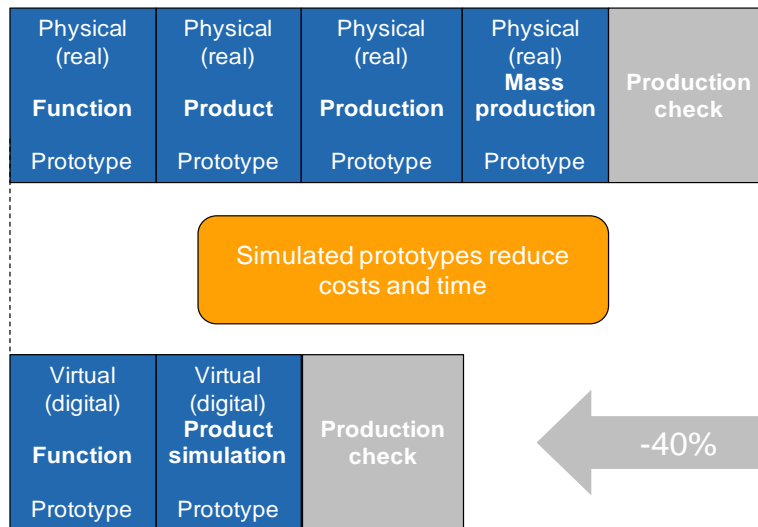 Physical
(real)
Function
Prototype
Physical
(real)
Product
Prototype
Physical
(real)
Production
Prototype
Physical
(real)
Mass
production
Prototype
Production
check
Simulated prototypes reduce
costs and time
Virtual
(digital)
Function
Prototype
Virtual
(digital)
Product
simulation
Prototype
Production
check
-40%